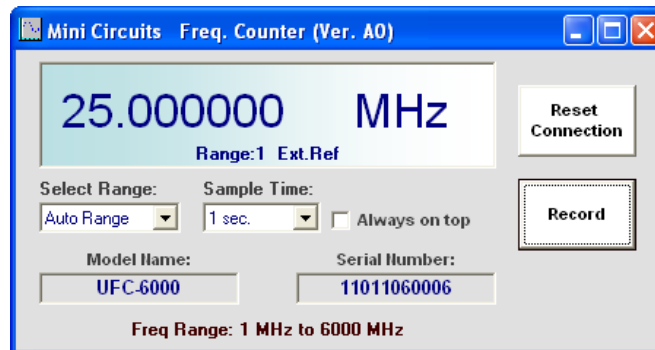 Mini Circuits Freq. Counter (Ver. A0)
25.000000 MHz
Range:1 Ext.Ref
Reset
Connection
Select Range: Sample Time:
Auto Range 1 sec. Always on top
Record
Model Name: Serial Number:
UFC-6000 11011060006
Freq Range: 1 MHz to 6000 MHz